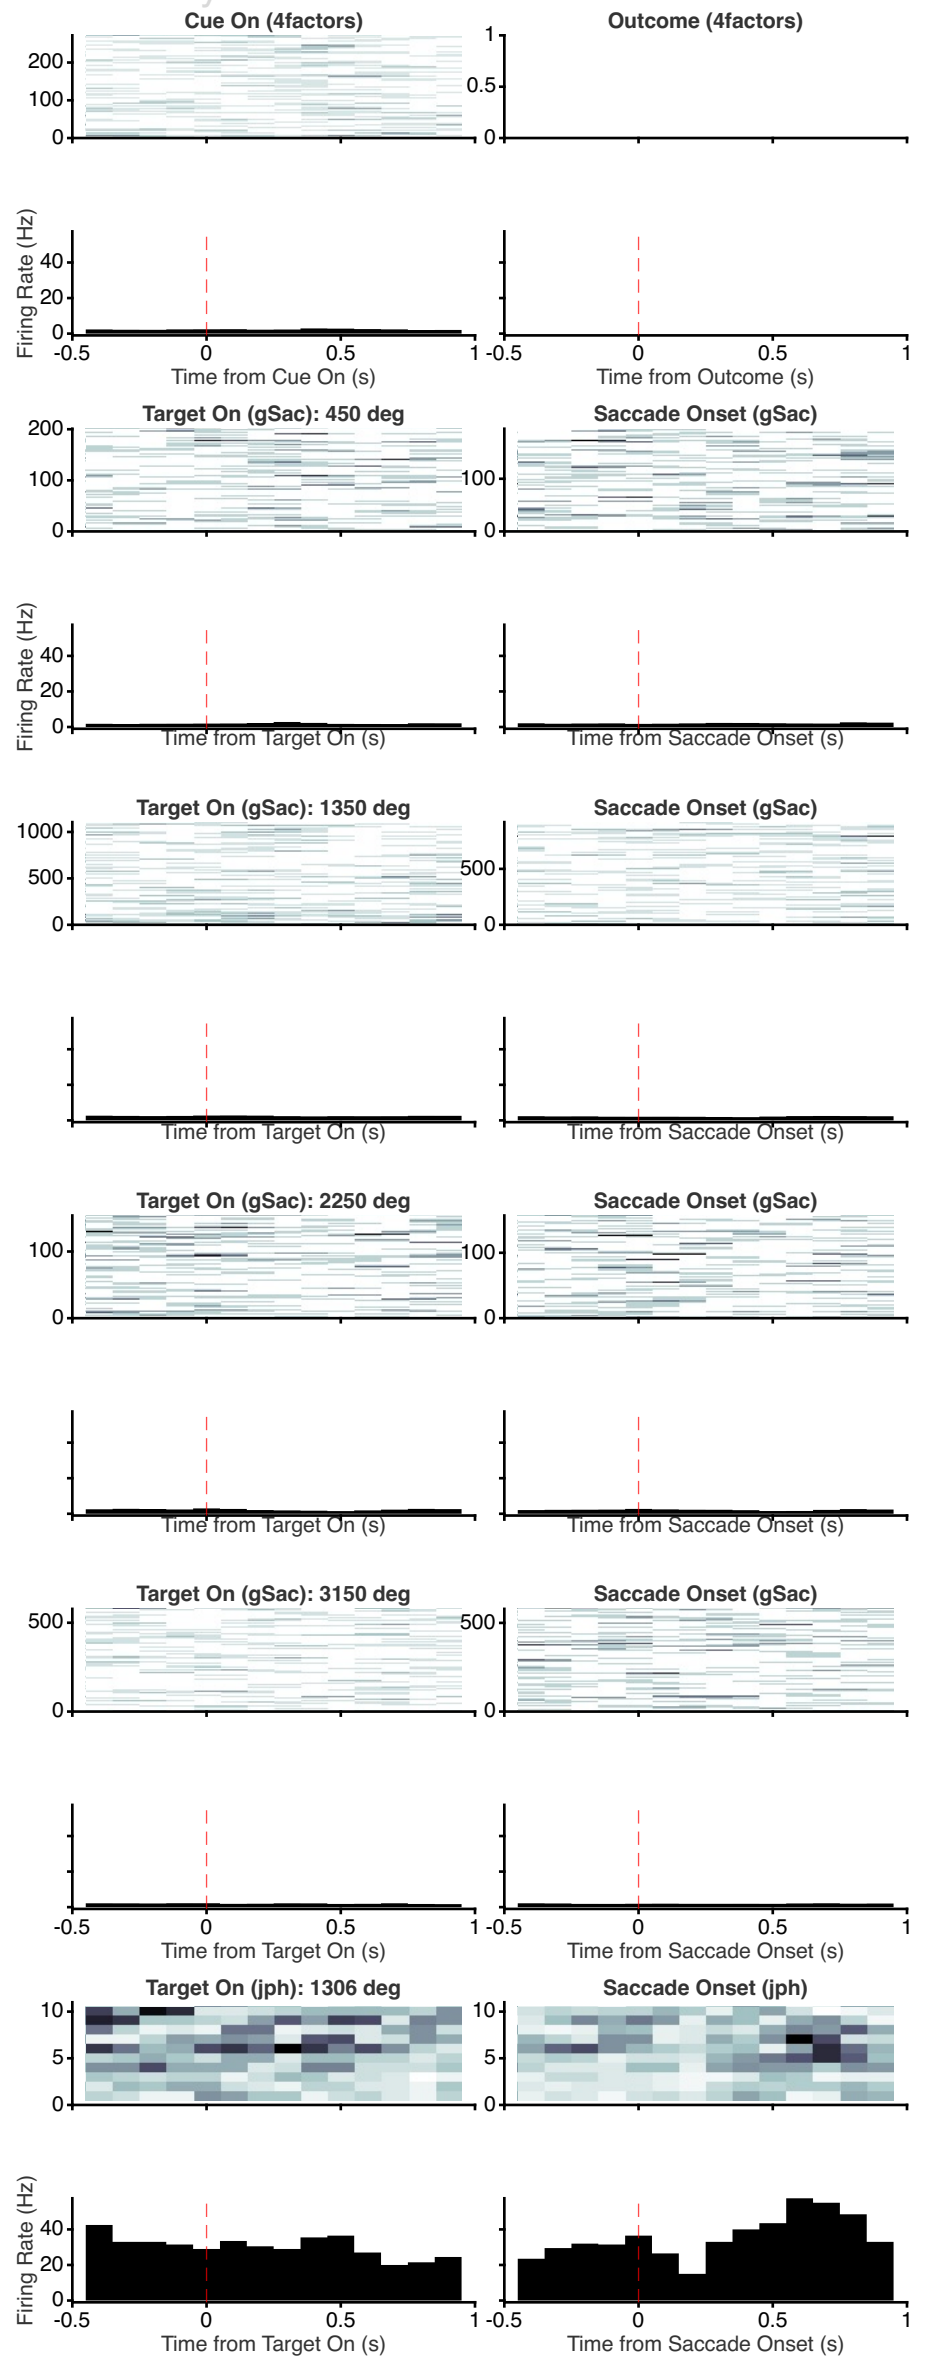 Cue On (4factors) Outcome (4factors)
200
100
0
1
0.5
0
Firing Rate (Hz)
40
20
0
-0.5 0 0.5 1 -0.5 0 0.5 1
Time from Cue On (s) Time from Outcome (s)
Target On (gSac): 450 deg Saccade Onset (gSac)
200
100
0
100
0
Firing Rate (Hz)
40
20
0
Time from Target On (s) Time from Saccade Onset (s)
Target On (gSac): 1350 deg Saccade Onset (gSac)
1000
500
0
500
0
Time from Target On (s) Time from Saccade Onset (s)
Target On (gSac): 2250 deg Saccade Onset (gSac)
100
0
100
0
Time from Target On (s) Time from Saccade Onset (s)
Target On (gSac): 3150 deg Saccade Onset (gSac)
500
0
500
0
-0.5 0 0.5 1 -0.5 0 0.5 1
Time from Target On (s) Time from Saccade Onset (s)
Target On (jph): 1306 deg Saccade Onset (jph)
10
5
0
10
5
0
Firing Rate (Hz)
40
20
0
-0.5 0 0.5 1 -0.5 0 0.5 1
Time from Target On (s) Time from Saccade Onset (s)